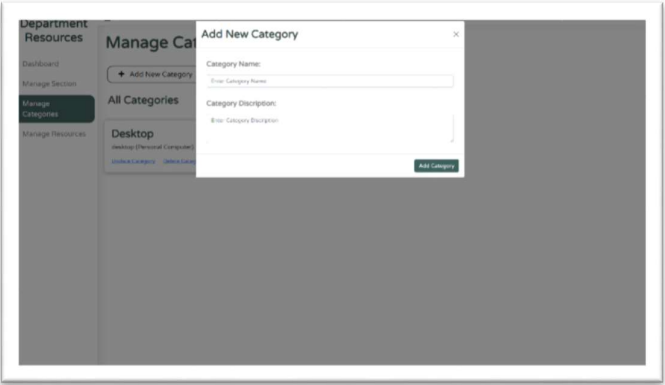 Department
Resources
Dashboard
Manage Section
Manage
Categories
Manage Resources
Manage Cat
+ Add New Category
All Categories
Desktop
desktop (Personal Computer)
Update Category Delete Categ
Add New Category
×
Category Name:
Enter Category Name
Category Discription:
Enter Category Discription
Add Category